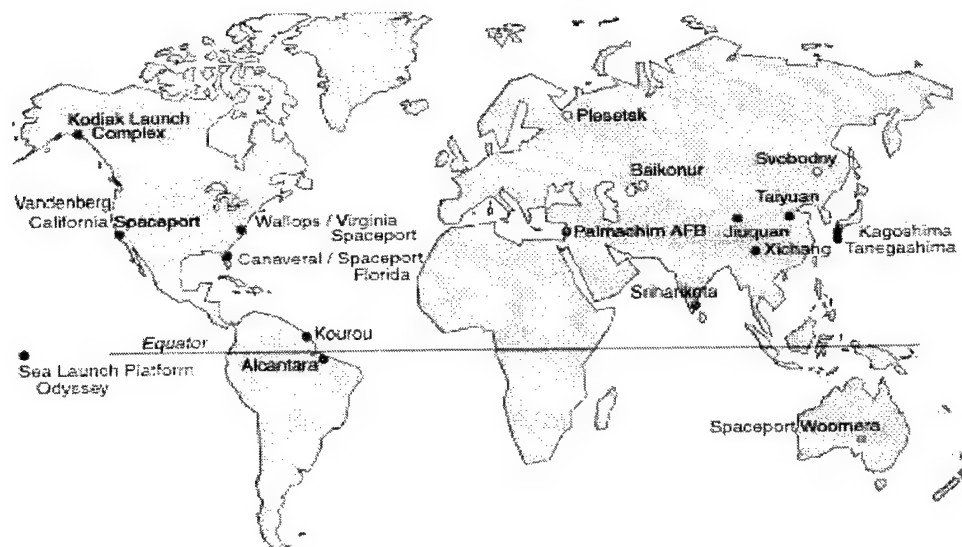 Kodiak Launch
Complex
Plesetsk
Baikonur
Svobodny
Vandenberg
California Spaceport
Wallops / Virginia
Spaceport
Canaveral / Spaceport
Florida
Palmachim AFB
Taiyuan
Jiuquan
Xichang
Kagoshima
Tanegashima
Kourou
Equator
Alcantara
Sea Launch Platform
Odyssey
Spaceport/Woomera